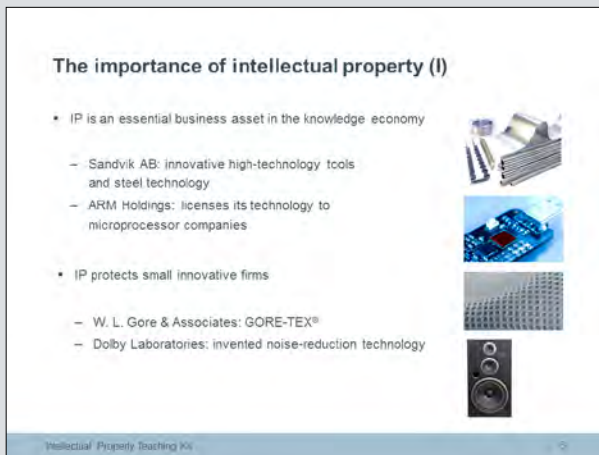 The importance of intellectual property (I)
▪ IP is an essential business asset in the knowledge economy
– Sandvik AB: innovative high-technology tools
and steel technology
– ARM Holdings: licenses its technology to
microprocessor companies
▪ IP protects small innovative firms
– W. L. Gore & Associates: GORE-TEX®
– Dolby Laboratories: invented noise-reduction technology
Intellectual Property Teaching Kit